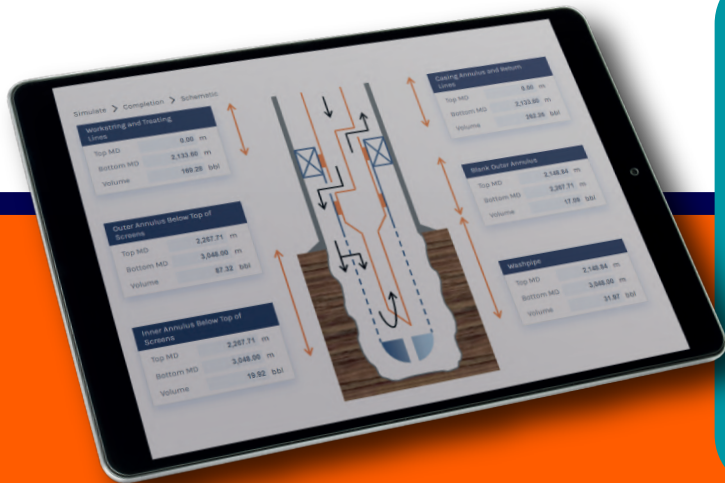 Simulate > Completion > Schematic
Workstring and Treating
Lines
Top MD 0.00 m
Bottom MD 2,133.60 m
Volume 169.28 bbl
Outer Annulus Below Top of
Screens
Top MD 2,267.71 m
Bottom MD 3,048.00 m
Volume 87.32 bbl
Inner Annulus Below Top of
Screens
Top MD 2,267.71 m
Bottom MD 3,048.00 m
Volume 19.92 bbl
Casing Annulus and Return
Lines
Top MD 0.00 m
Bottom MD 2,133.60 m
Volume bbl
Blank Outer Annulus
Top MD 2,148.84 m
Bottom MD 2,267.71 m
Volume 17.06 bbl
Washpipe
Top MD 2,148.84 m
Bottom MD 3,048.00 m
Volume 31.97 bbl